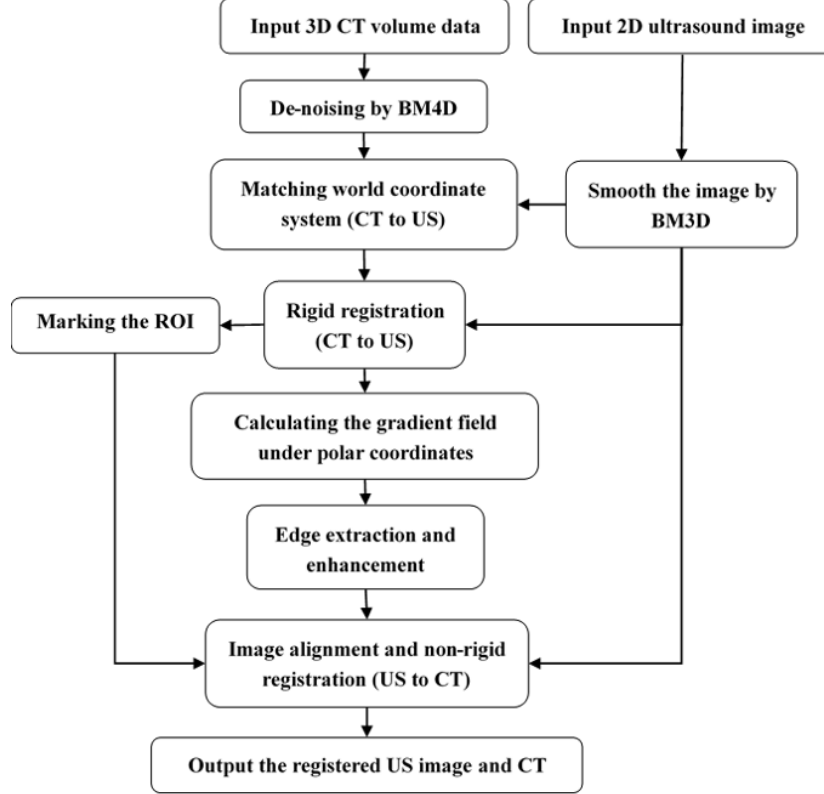 Input 3D CT volume data
Input 2D ultrasound image
De-noising by BM4D
Matching world coordinate
system (CT to US)
Smooth the image by
BM3D
Marking the ROI
Rigid registration
(CT to US)
Calculating the gradient field
under polar coordinates
Edge extraction and
enhancement
Image alignment and non-rigid
registration (US to CT)
Output the registered US image and CT